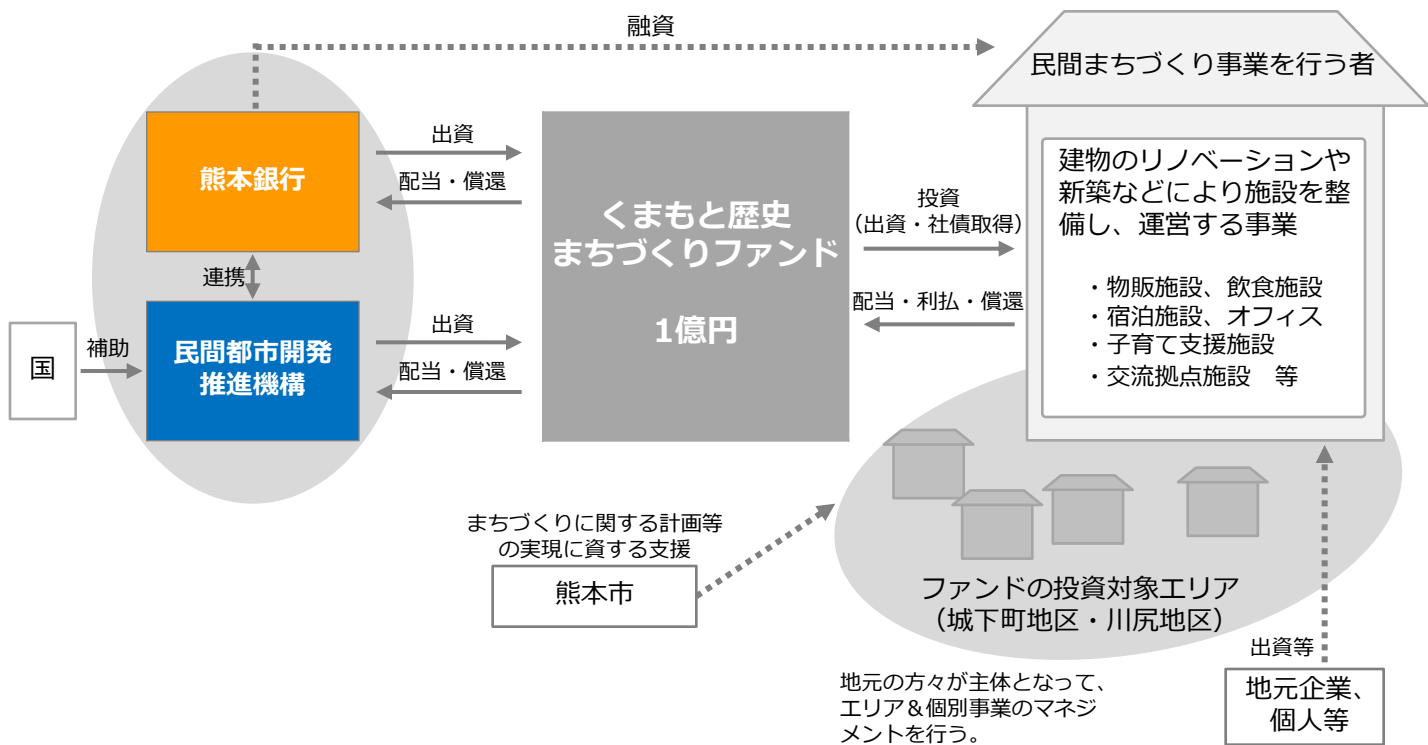 融資
民間まちづくり事業を行う者
熊本銀行
出資
配当・償還
連携
国
補助
民間都市開発
推進機構
出資
配当・償還
くまもと歴史
まちづくりファンド
1億円
投資
（出資・社債取得）
配当・利払・償還
建物のリノベーションや
新築などにより施設を整
備し、運営する事業
・物販施設、飲食施設
・宿泊施設、オフィス
・子育て支援施設
・交流拠点施設　等
まちづくりに関する計画等
の実現に資する支援
熊本市
ファンドの投資対象エリア
（城下町地区・川尻地区）
出資等
地元企業、
個人等
地元の方々が主体となって、
エリア＆個別事業のマネジ
メントを行う。